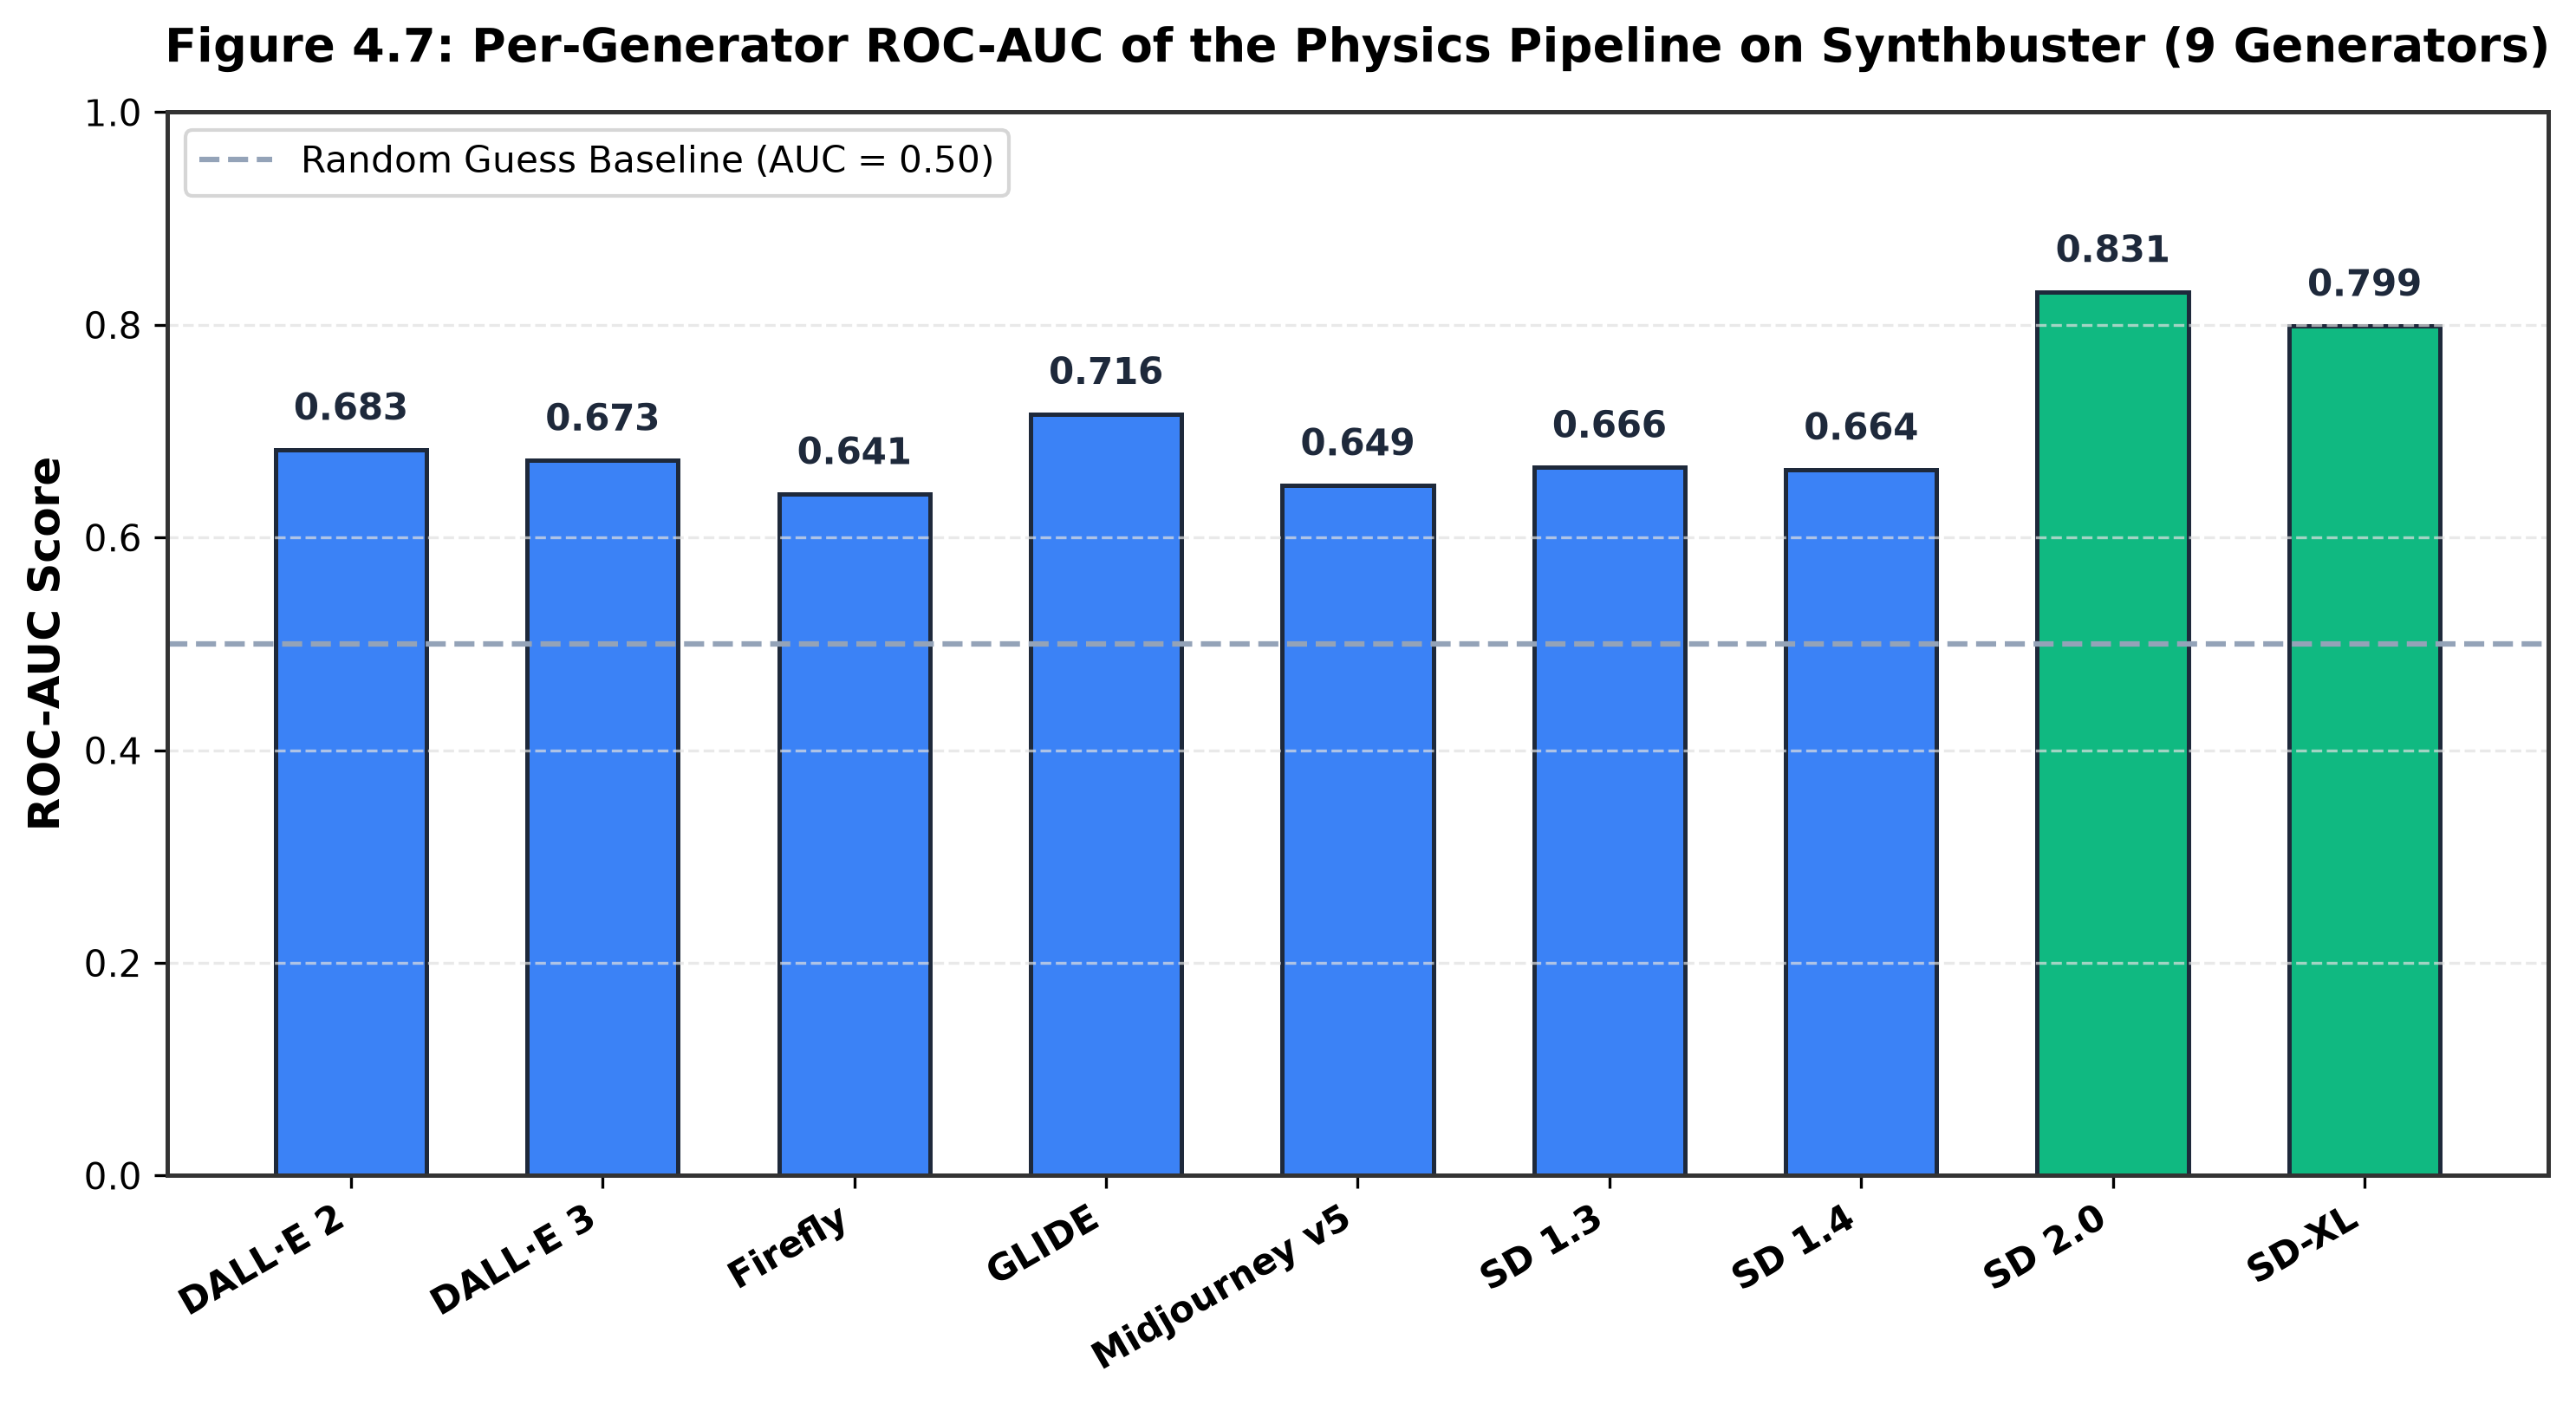 Figure 4.7: Per-Generator ROC-AUC of the Physics Pipeline on Synthbuster (9 Generators)
Random Guess Baseline (AUC = 0.50)
ROC-AUC Score
1.0
0.8
0.6
0.4
0.2
0.0
0.683
0.673
0.641
0.716
0.649
0.666
0.664
0.831
0.799
DALL·E 2
DALL·E 3
Firefly
GLIDE
Midjourney v5
SD 1.3
SD 1.4
SD 2.0
SD-XL